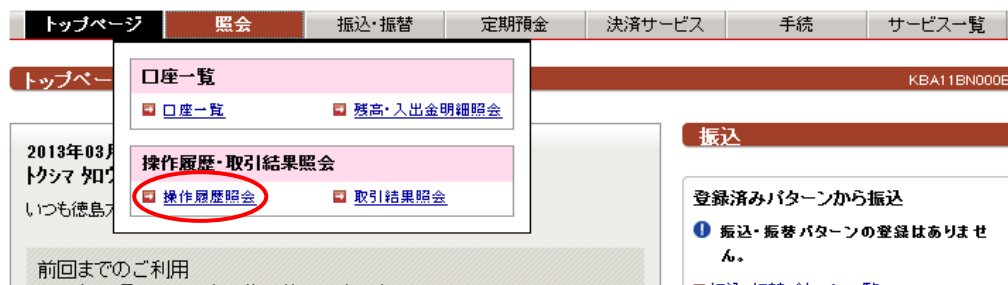 トップページ 照会 振込・振替 定期預金 決済サービス 手続 サービス一覧
トップペー
KBA11BN000E
口座一覧
口座一覧 残高・入出金明細照会
操作履歴・取引結果照会
操作履歴照会 取引結果照会
2013年03月
トクシマ タロウ
いつも徳島大
前回までのご利用
振込
登録済みパターンから振込
振込・振替パターンの登録はありませ
ん。